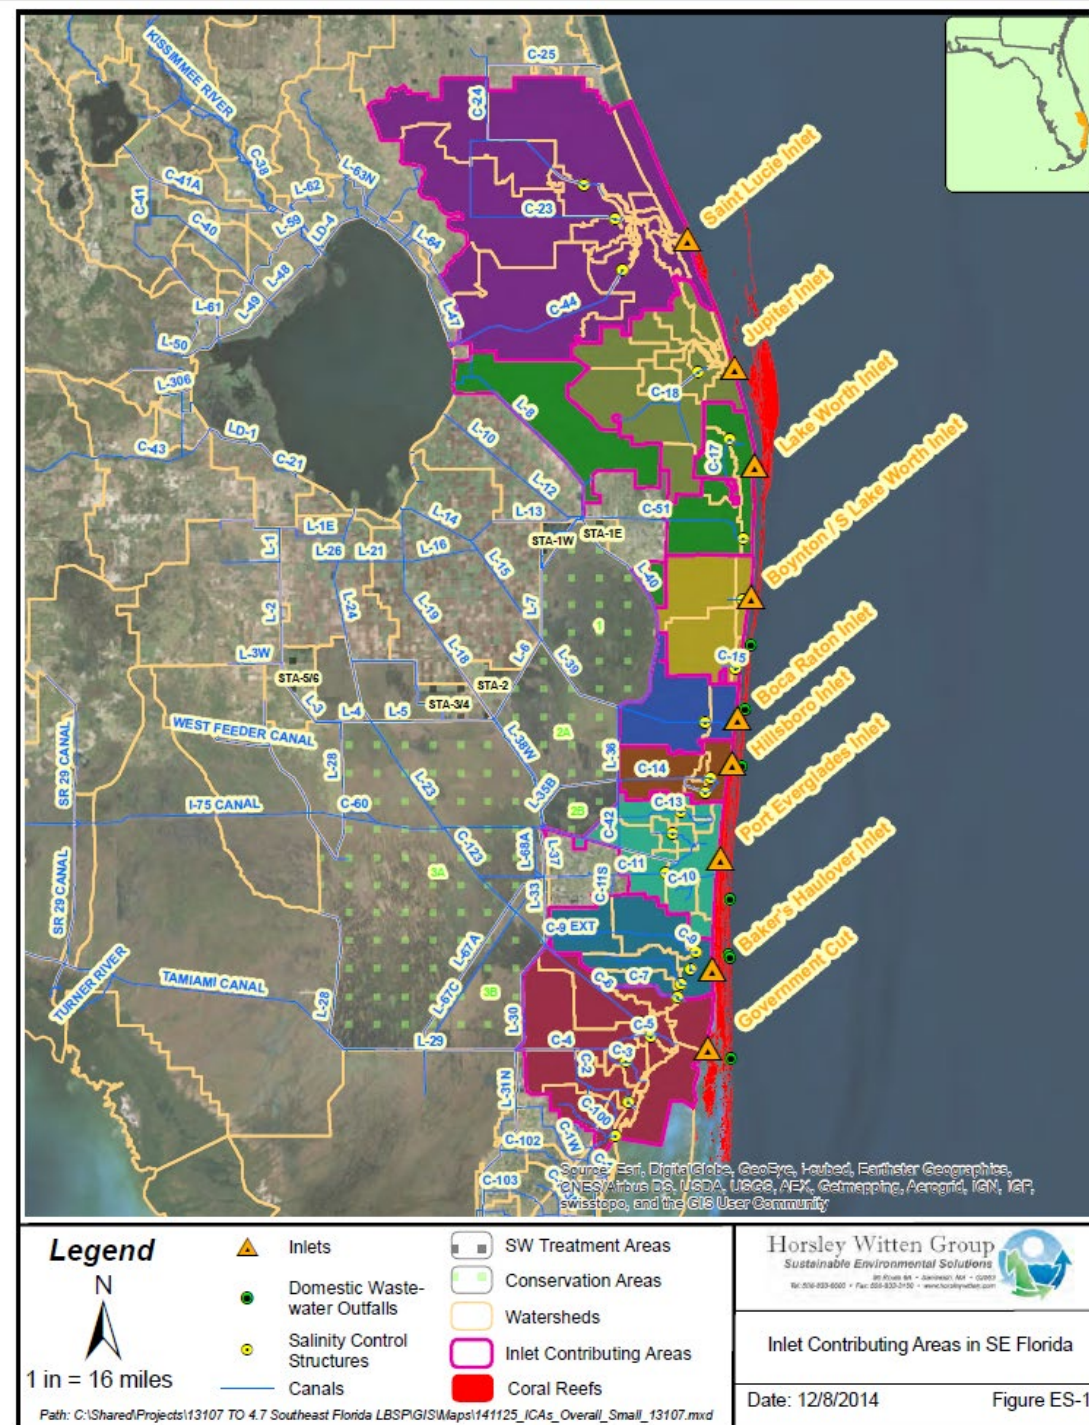 C-25
KISSIMMEE RIVER
C-24
C-38
L-63N
C-41A
L-62
C-41
L-59
LD-4
C-23
Saint Lucie Inlet
C-40
L-64
L-48
L-49
L-61
L-47
C-44
Jupiter Inlet
L-50
L-306
C-18
L-8
Lake Worth Inlet
LD-1
L-10
C-17
C-43
C-21
L-12
Boynton / S Lake Worth Inlet
L-13
C-51
L-14
L-1E
STA-1W
STA-1E
L-1
L-26
L-21
L-16
L-15
L-40
L-24
L-2
L-19
L-7
1
L-18
L-6
C-15
L-3W
L-39
Boca Raton Inlet
STA-5/6
STA-2
L-3
STA-3/4
Hillsboro Inlet
L-4
L-5
WEST FEEDER CANAL
2A
L-38W
L-36
SR 29 CANAL
L-28
C-14
Port Everglades Inlet
C-23
L-35B
I-75 CANAL
C-60
2B
C-42
C-13
C-123
L-68A
L-37
C-11
3A
C-10
L-33
C-11S
SR 29 CANAL
Baker's Haulover Inlet
C-9 EXT
C-9
L-67A
C-7
C-6
TAMIAMI CANAL
TURNER RIVER
L-67C
3B
Government Cut
L-28
L-30
C-5
L-29
C-4
C-3
C-2
L-31N
C-100
C-102
C-1W
C-103
Source: Esri, DigitalGlobe, GeoEye, i-cubed, Earthstar Geographics,
CNES/Airbus DS, USDA, USGS, AEX, Getmapping, Aerogrid, IGN, IGP,
swisstopo, and the GIS User Community
Legend
N
1 in = 16 miles
Inlets
Domestic Waste-
water Outfalls
Salinity Control
Structures
Canals
SW Treatment Areas
Conservation Areas
Watersheds
Inlet Contributing Areas
Coral Reefs
Path: C:\Shared\Projects\13107 TO 4.7 Southeast Florida LBSP\GIS\Maps\141125_ICAs_Overall_Small_13107.mxd
Horsley Witten Group
Sustainable Environmental Solutions
Inlet Contributing Areas in SE Florida
Date: 12/8/2014
Figure ES-1